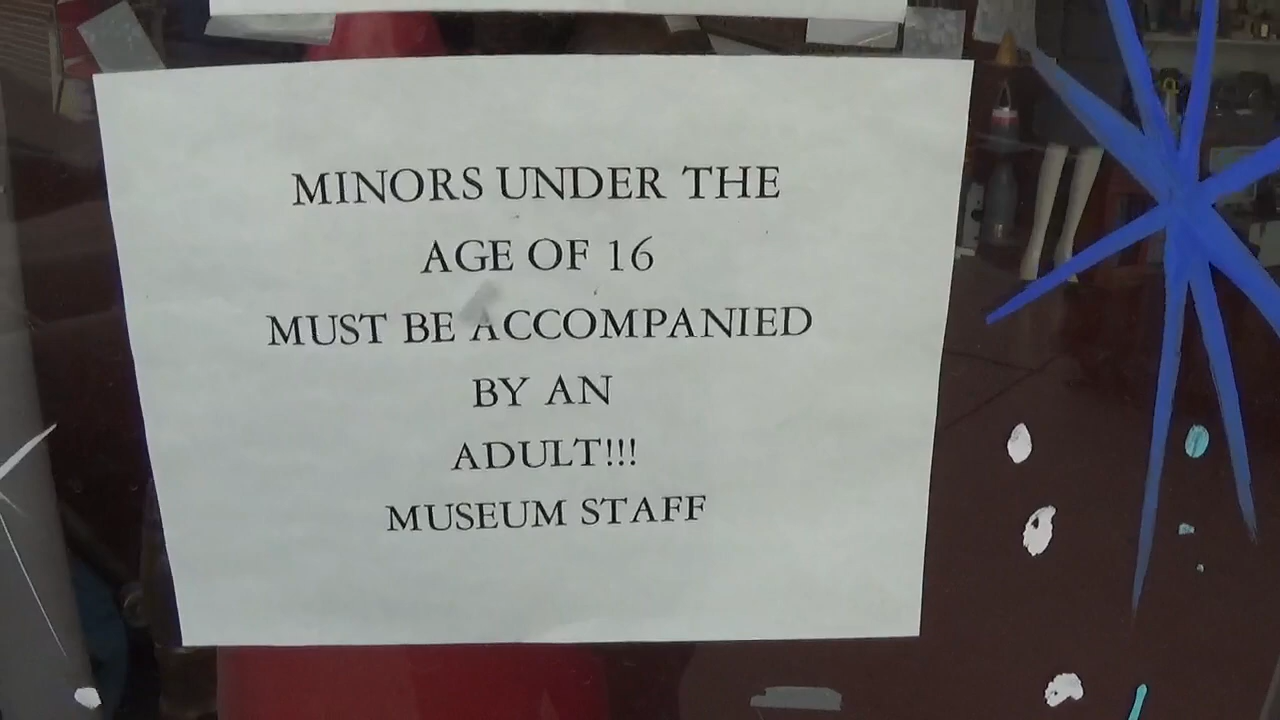 MINORS UNDER THE
AGE OF 16
MUST BE ACCOMPANIED
BY AN
ADULT!!!
MUSEUM STAFF